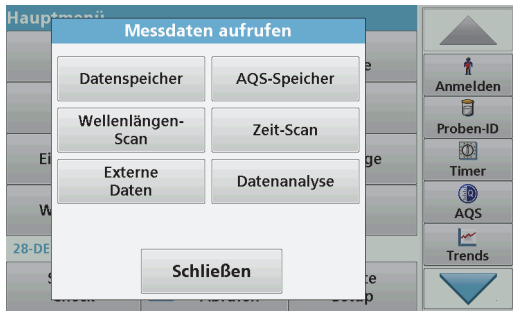 Hauptmenü
Messdaten aufrufen
Datenspeicher
AQS-Speicher
Wellenlängen-
Scan
Zeit-Scan
Externe
Daten
Datenanalyse
Schließen
28-DE
Anmelden
Proben-ID
Timer
AQS
Trends